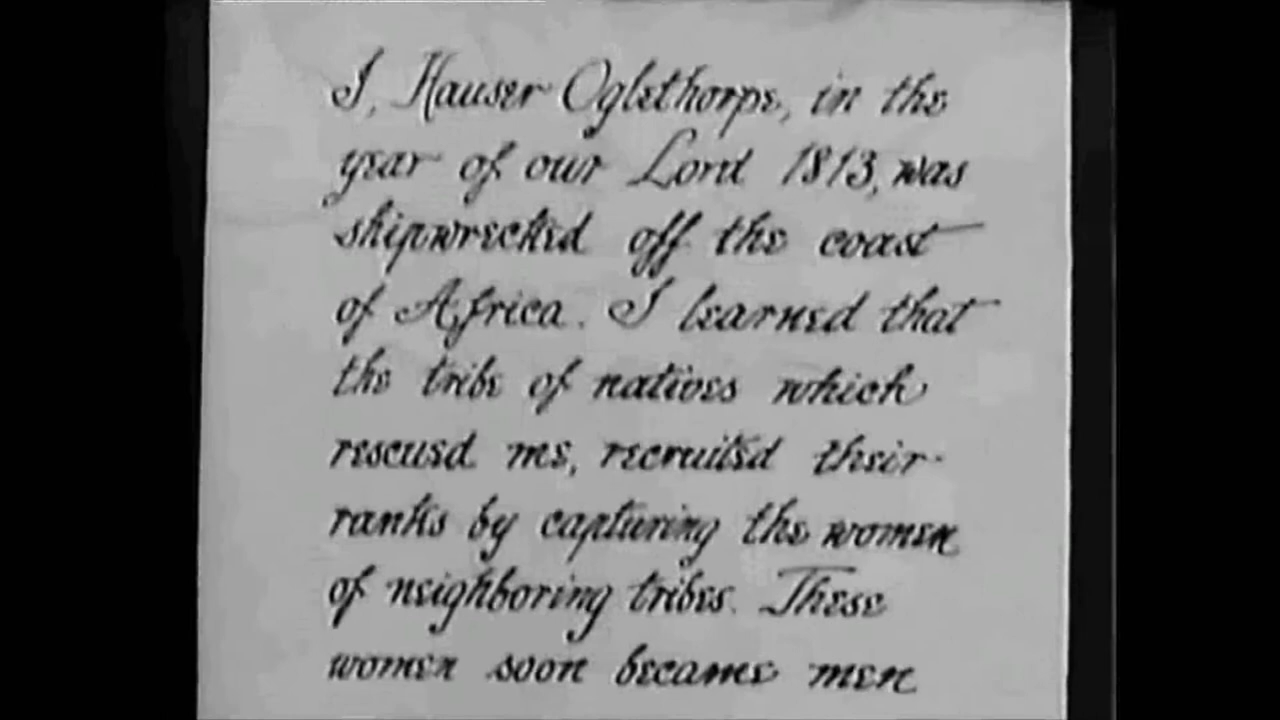 I, Hauser Oglethorpe, in the
year of our Lord 1813, was
shipwrecked off the coast
of Africa. I learned that
the tribe of natives which
rescued me, recruited their
ranks by capturing the women
of neighboring tribes. These
women soon became men